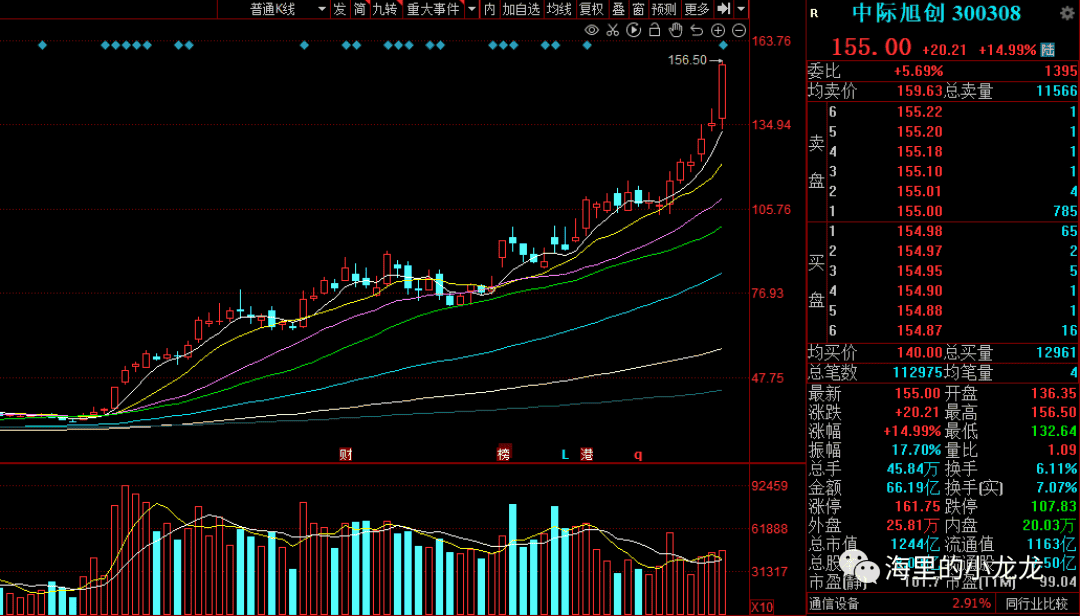 普通K线 发 简 九转 重大事件 内 加自选 均线 复权 叠 窗 预测 更多
R 中际旭创 300308
155.00 +20.21 +14.99% 陆
163.76
156.50
134.94
105.76
76.93
47.75
财 榜 L 港 q
92459
61888
31317
X10
委比 +5.69% 1395
均卖价 159.63 总卖量 11566
卖盘
6 155.22 1
5 155.20 1
4 155.18 1
3 155.10 1
2 155.01 4
1 155.00 785
买盘
1 154.98 65
2 154.97 2
3 154.95 5
4 154.90 1
5 154.88 1
6 154.87 16
均买价 140.00 总买量 12961
总笔数 112975 均笔量 4
最新 155.00 开盘 136.35
涨跌 +20.21 最高 156.50
涨幅 +14.99% 最低 132.64
振幅 17.70% 量比 1.09
总手 45.84万 换手 6.11%
金额 66.19亿 换手(实) 7.07%
涨停 161.75 跌停 107.83
外盘 25.81万 内盘 20.03万
总市值 1244亿 流通值 1163亿
总股 50亿
市盈(静) 市盈(TTM) 99.04
海里的小龙龙
通信设备 2.91% 同行业比较